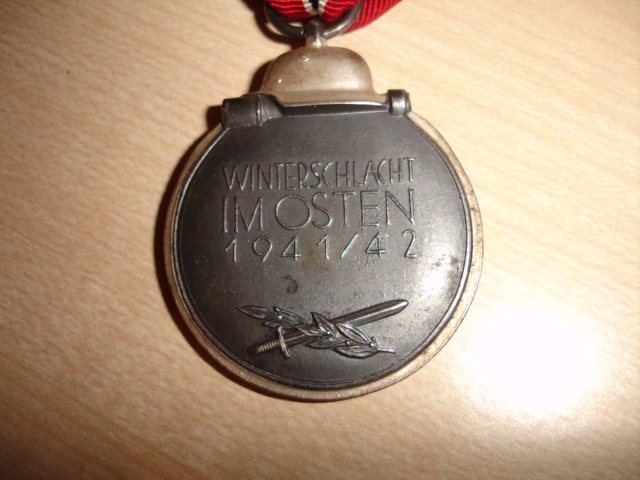 WINTERSCHLACHT
IM OSTEN
1941/42